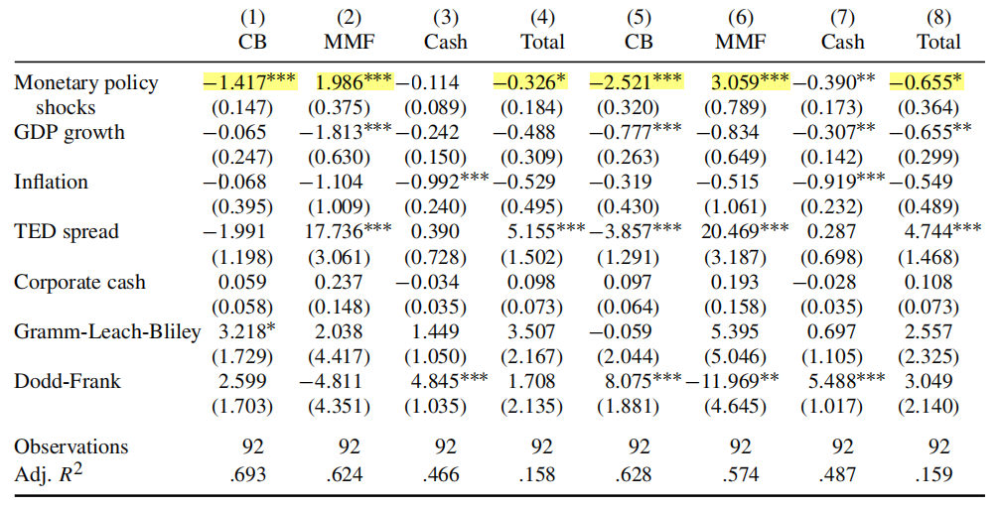 (1) (2) (3) (4) (5) (6) (7) (8)
CB MMF Cash Total CB MMF Cash Total
Monetary policy −1.417*** 1.986*** −0.114 −0.326* −2.521*** 3.059*** −0.390** −0.655*
shocks (0.147) (0.375) (0.089) (0.184) (0.320) (0.789) (0.173) (0.364)
GDP growth −0.065 −1.813*** −0.242 −0.488 −0.777*** −0.834 −0.307** −0.655**
(0.247) (0.630) (0.150) (0.309) (0.263) (0.649) (0.142) (0.299)
Inflation −0.068 −1.104 −0.992*** −0.529 −0.319 −0.515 −0.919*** −0.549
(0.395) (1.009) (0.240) (0.495) (0.430) (1.061) (0.232) (0.489)
TED spread −1.991 17.736*** 0.390 5.155*** −3.857*** 20.469*** 0.287 4.744***
(1.198) (3.061) (0.728) (1.502) (1.291) (3.187) (0.698) (1.468)
Corporate cash 0.059 0.237 −0.034 0.098 0.097 0.193 −0.028 0.108
(0.058) (0.148) (0.035) (0.073) (0.064) (0.158) (0.035) (0.073)
Gramm-Leach-Bliley 3.218* 2.038 1.449 3.507 −0.059 5.395 0.697 2.557
(1.729) (4.417) (1.050) (2.167) (2.044) (5.046) (1.105) (2.325)
Dodd-Frank 2.599 −4.811 4.845*** 1.708 8.075*** −11.969** 5.488*** 3.049
(1.703) (4.351) (1.035) (2.135) (1.881) (4.645) (1.017) (2.140)
Observations 92 92 92 92 92 92 92 92
Adj. R² .693 .624 .466 .158 .628 .574 .487 .159